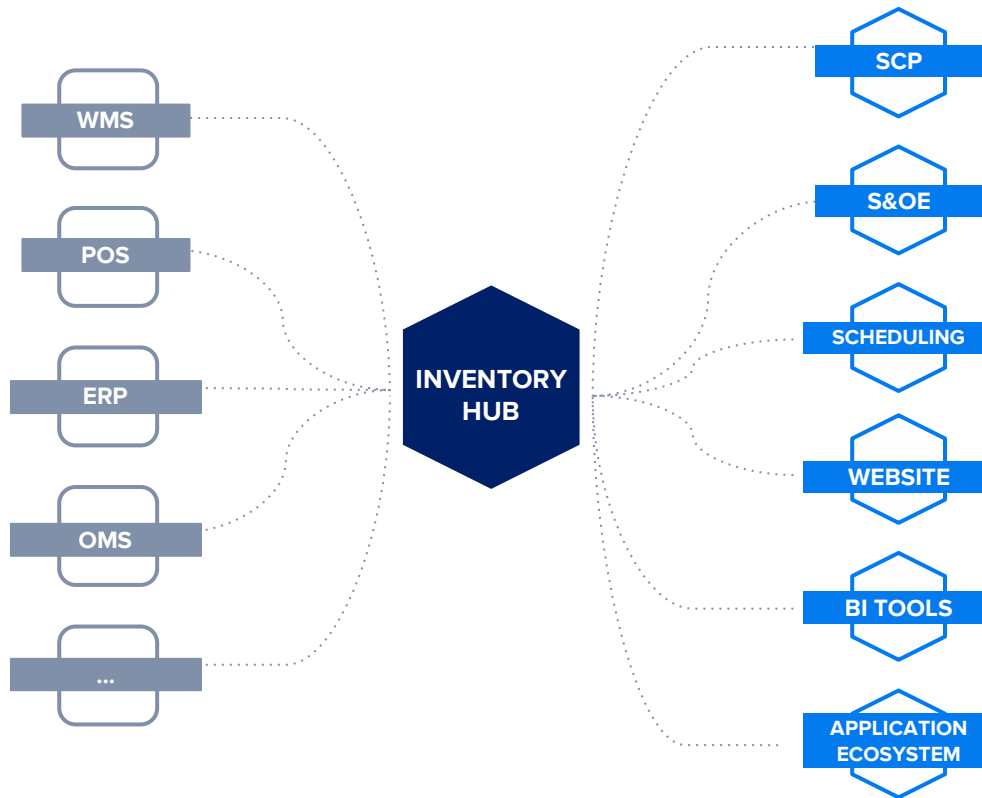 WMS
POS
ERP
OMS
...
INVENTORY
HUB
SCP
S&OE
SCHEDULING
WEBSITE
BI TOOLS
APPLICATION
ECOSYSTEM